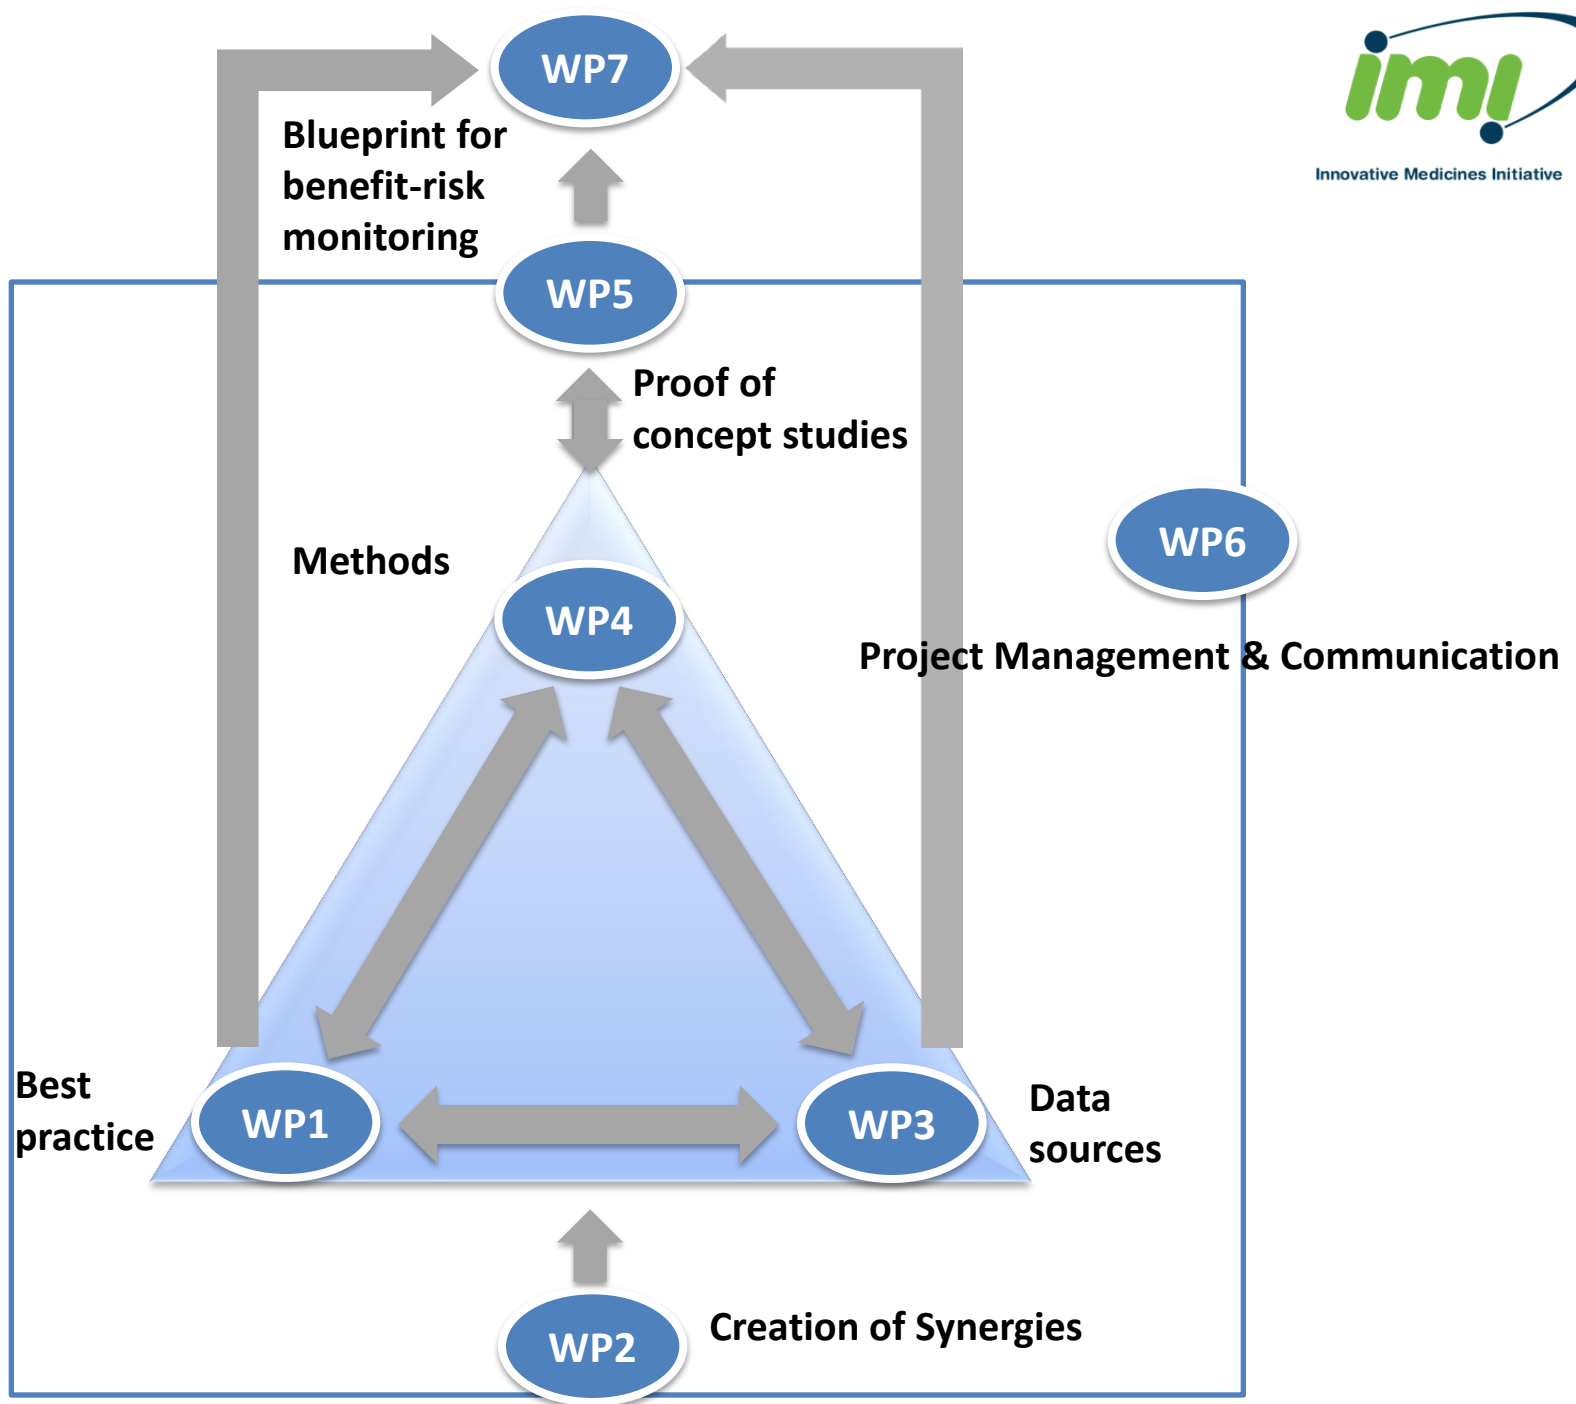 WP7
imi
Innovative Medicines Initiative
Blueprint for
benefit-risk
monitoring
WP5
Proof of
concept studies
WP6
Methods
WP4
Project Management & Communication
Best
practice
WP1
WP3
Data
sources
WP2
Creation of Synergies